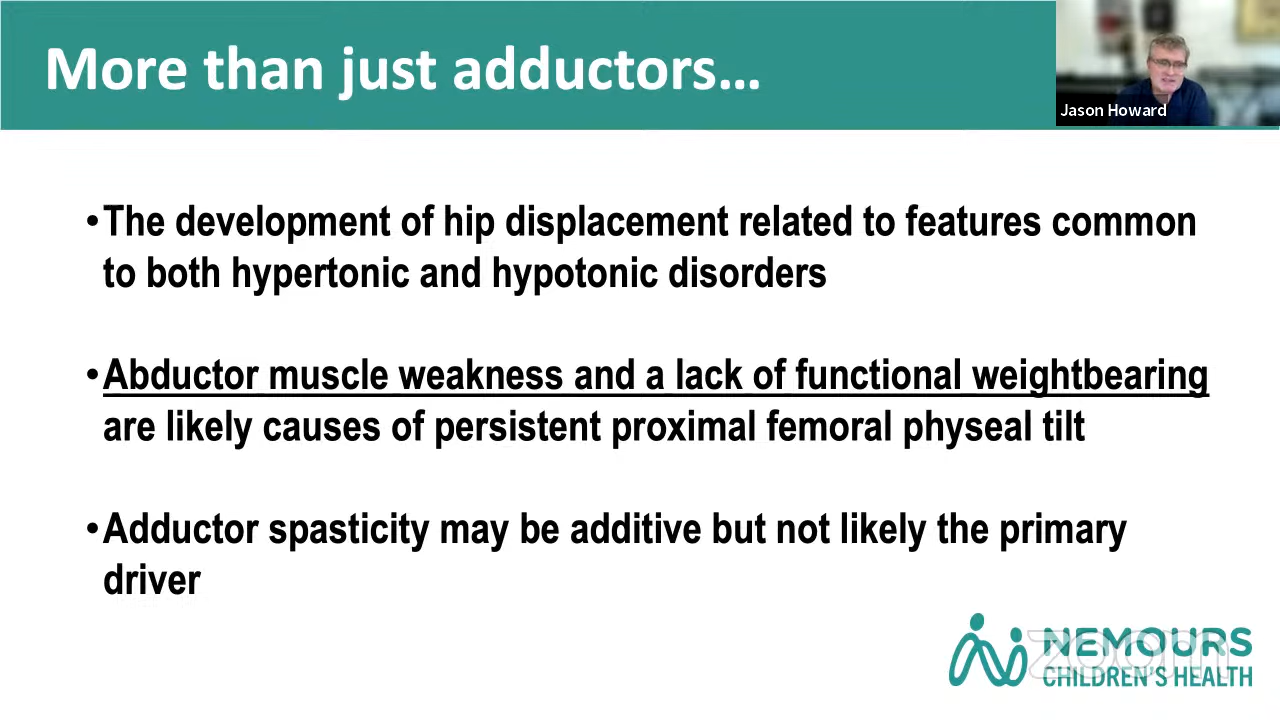 More than just adductors...
Jason Howard
•The development of hip displacement related to features common
to both hypertonic and hypotonic disorders
•Abductor muscle weakness and a lack of functional weightbearing
are likely causes of persistent proximal femoral physeal tilt
•Adductor spasticity may be additive but not likely the primary
driver
NEMOURS
zoom
CHILDREN'S HEALTH